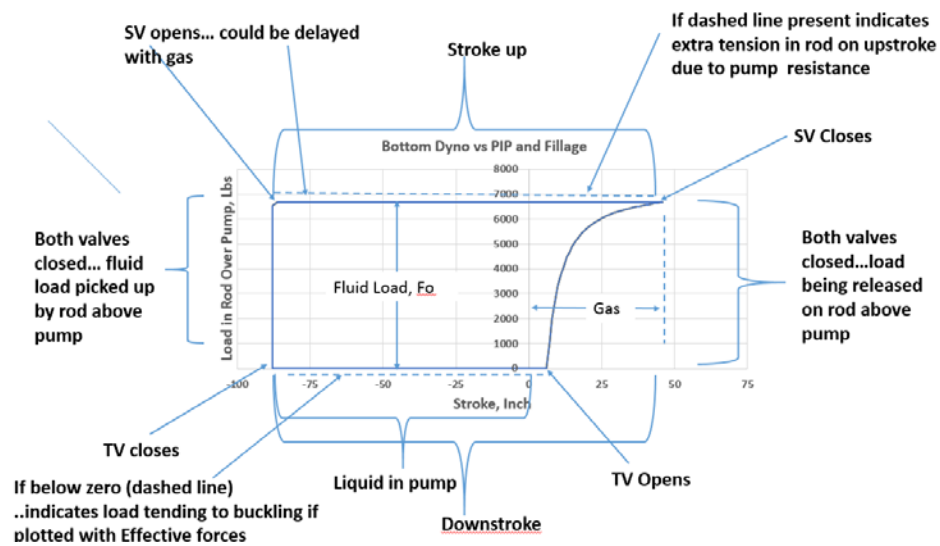 SV opens... could be delayed
with gas
Stroke up
If dashed line present indicates
extra tension in rod on upstroke
due to pump resistance
SV Closes
Bottom Dyno vs PIP and Fillage
Load in Rod Over Pump, Lbs
8000
7000
6000
5000
4000
3000
2000
1000
0
Both valves
closed... fluid
load picked up
by rod above
pump
Fluid Load, Fo
Gas
Both valves
closed...load
being released
on rod above
pump
-100
-75
-50
-25
0
25
50
75
Stroke, Inch
TV closes
Liquid in pump
TV Opens
If below zero (dashed line)
..indicates load tending to buckling if
plotted with Effective forces
Downstroke